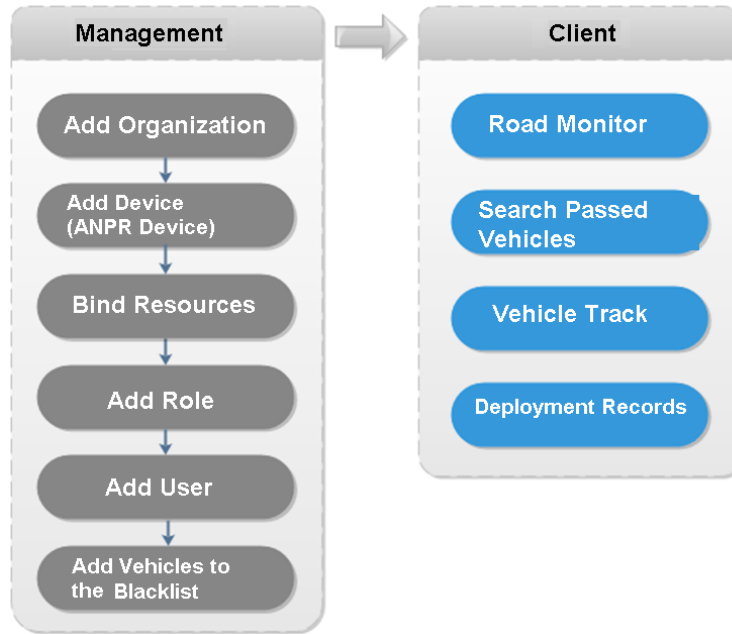 Management
Add Organization
Add Device
(ANPR Device)
Bind Resources
Add Role
Add User
Add Vehicles to
the Blacklist
Client
Road Monitor
Search Passed
Vehicles
Vehicle Track
Deployment Records